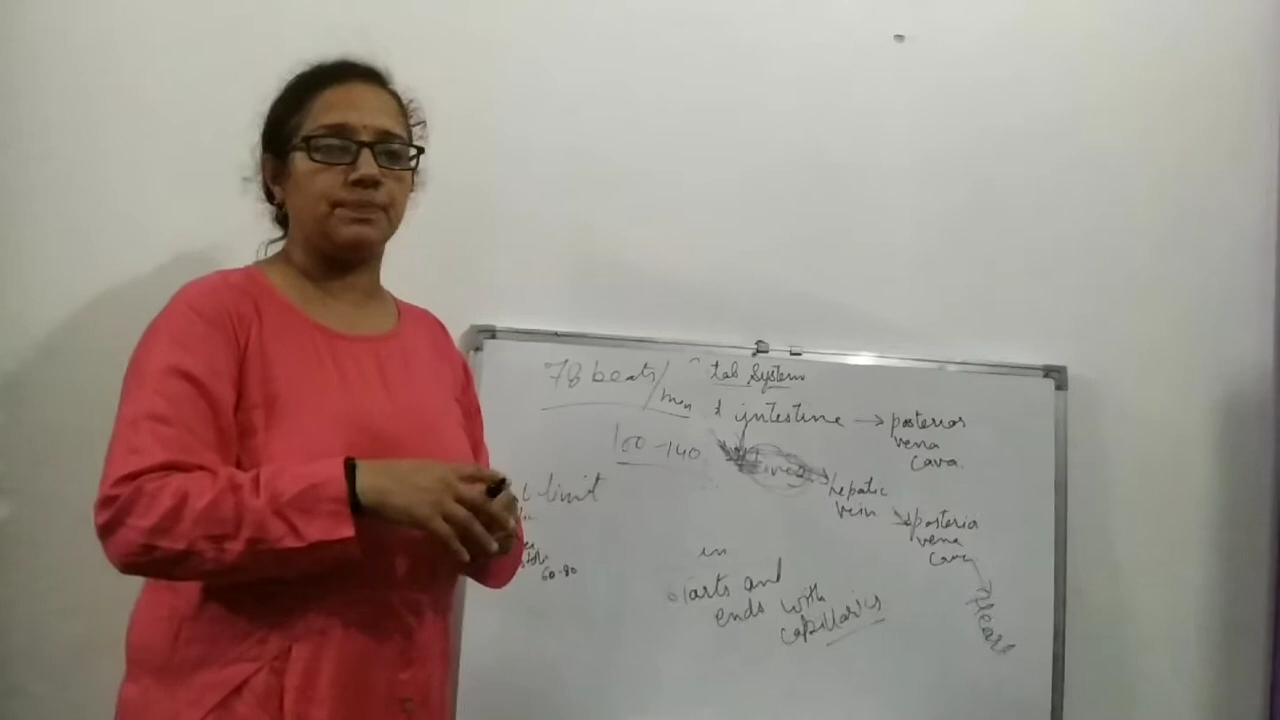 78 beats/
min
tal system
& intestine → posterior
vena
cava.
100-140
Liver
hepatic
vein
posterior
vena
cava
Heart
limit
60-80
in
starts and
ends with
capillaries